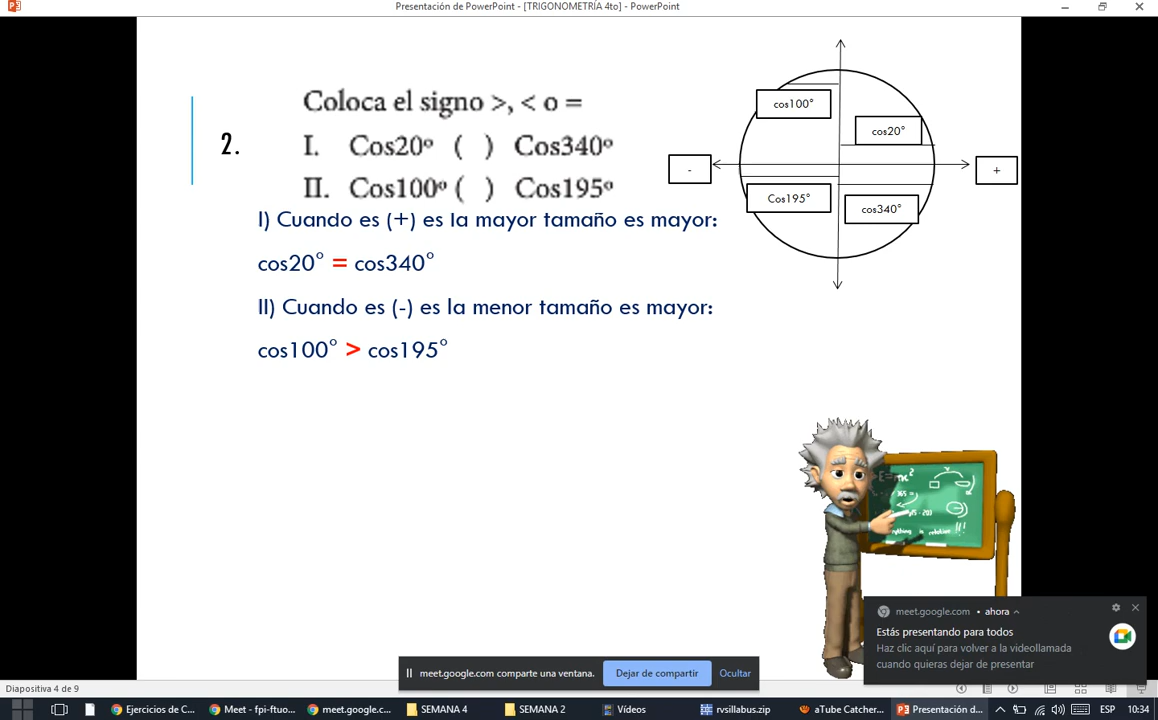 Presentación de PowerPoint - [TRIGONOMETRÍA 4to] - PowerPoint
2.
Coloca el signo >, < o =
I. Cos20º ( ) Cos340º
II. Cos100º ( ) Cos195º
I) Cuando es (+) es la mayor tamaño es mayor:
cos20° = cos340°
II) Cuando es (-) es la menor tamaño es mayor:
cos100° > cos195°
cos100°
cos20°
-
+
Cos195°
cos340°
meet.google.com • ahora
Estás presentando para todos
Haz clic aquí para volver a la videollamada
cuando quieras dejar de presentar
meet.google.com comparte una ventana.
Dejar de compartir
Ocultar
Diapositiva 4 de 9
Ejercicios de C...
Meet - fpi-ftuo...
meet.google.c...
SEMANA 4
SEMANA 2
Vídeos
rvsillabus.zip
aTube Catcher...
Presentación d...
ESP
10:34